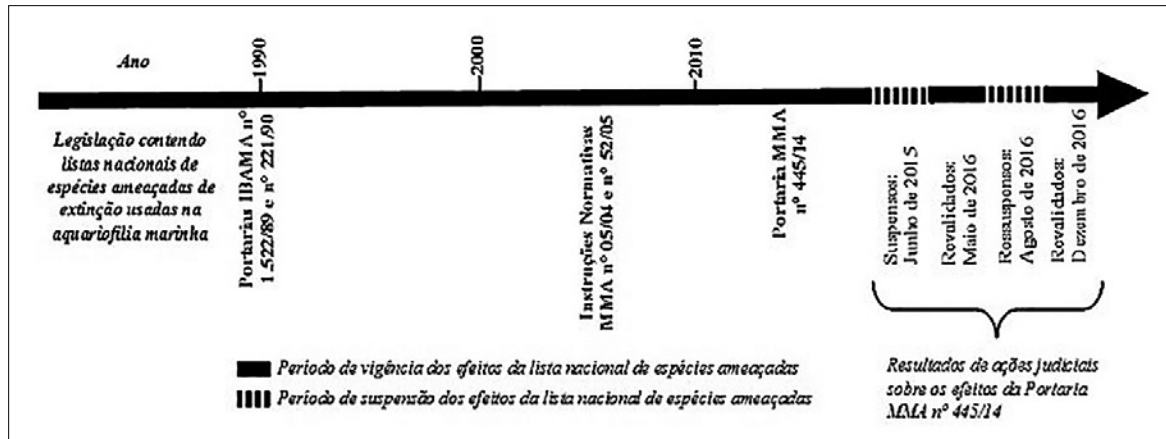 Ano
1990
2000
2010
Legislação contendo
listas nacionais de
espécies ameaçadas de
extinção usadas na
aquariofilia marinha
Portarias IBAMA nº
1.522/89 e nº 221/90
Instruções Normativas
MMA nº 05/04 e nº 52/05
Portaria MMA
nº 445/14
Suspensos:
Junho de 2015
Revalidados:
Maio de 2016
Ressuspensos:
Agosto de 2016
Revalidados:
Dezembro de 2016
Período de vigência dos efeitos da lista nacional de espécies ameaçadas
Período de suspensão dos efeitos da lista nacional de espécies ameaçadas
Resultados de ações judiciais
sobre os efeitos da Portaria
MMA nº 445/14